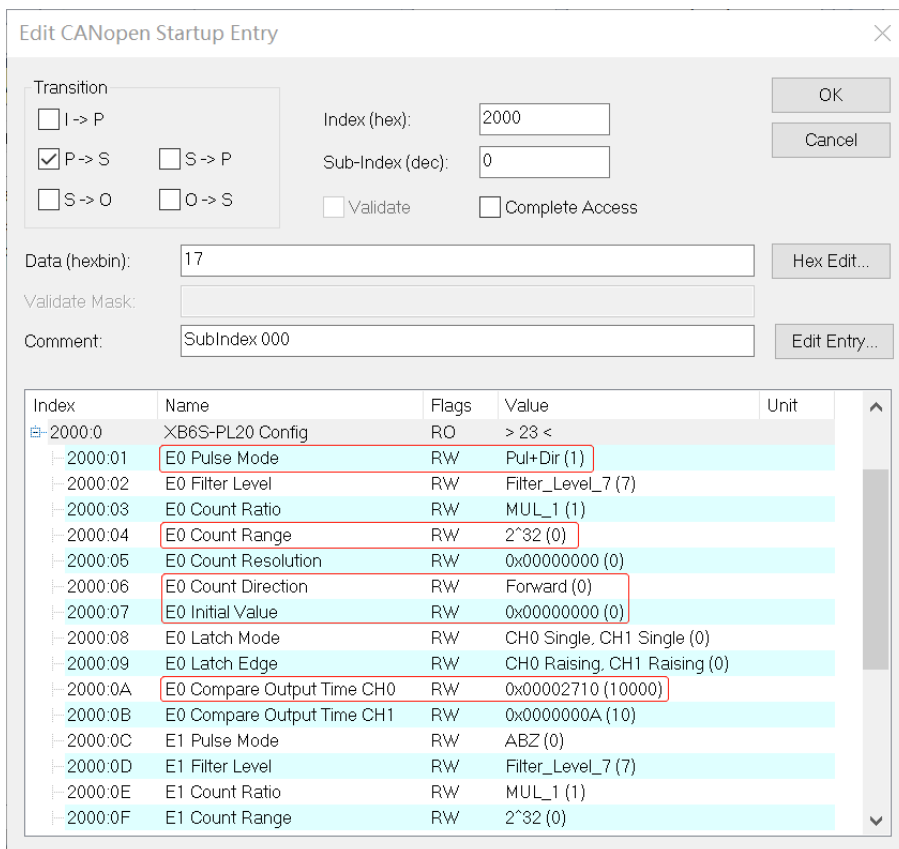 Edit CANopen Startup Entry
Transition
I -> P
P -> S
S -> P
S -> O
O -> S
Index (hex):
2000
Sub-Index (dec):
0
Validate
Complete Access
OK
Cancel
Data (hexbin):
17
Hex Edit...
Validate Mask:
Comment:
SubIndex 000
Edit Entry...
Index Name Flags Value Unit
2000:0 XB6S-PL20 Config RO > 23 <
2000:01 E0 Pulse Mode RW Pul+Dir (1)
2000:02 E0 Filter Level RW Filter_Level_7 (7)
2000:03 E0 Count Ratio RW MUL_1 (1)
2000:04 E0 Count Range RW 2^32 (0)
2000:05 E0 Count Resolution RW 0x00000000 (0)
2000:06 E0 Count Direction RW Forward (0)
2000:07 E0 Initial Value RW 0x00000000 (0)
2000:08 E0 Latch Mode RW CH0 Single, CH1 Single (0)
2000:09 E0 Latch Edge RW CH0 Raising, CH1 Raising (0)
2000:0A E0 Compare Output Time CH0 RW 0x00002710 (10000)
2000:0B E0 Compare Output Time CH1 RW 0x0000000A (10)
2000:0C E1 Pulse Mode RW ABZ (0)
2000:0D E1 Filter Level RW Filter_Level_7 (7)
2000:0E E1 Count Ratio RW MUL_1 (1)
2000:0F E1 Count Range RW 2^32 (0)